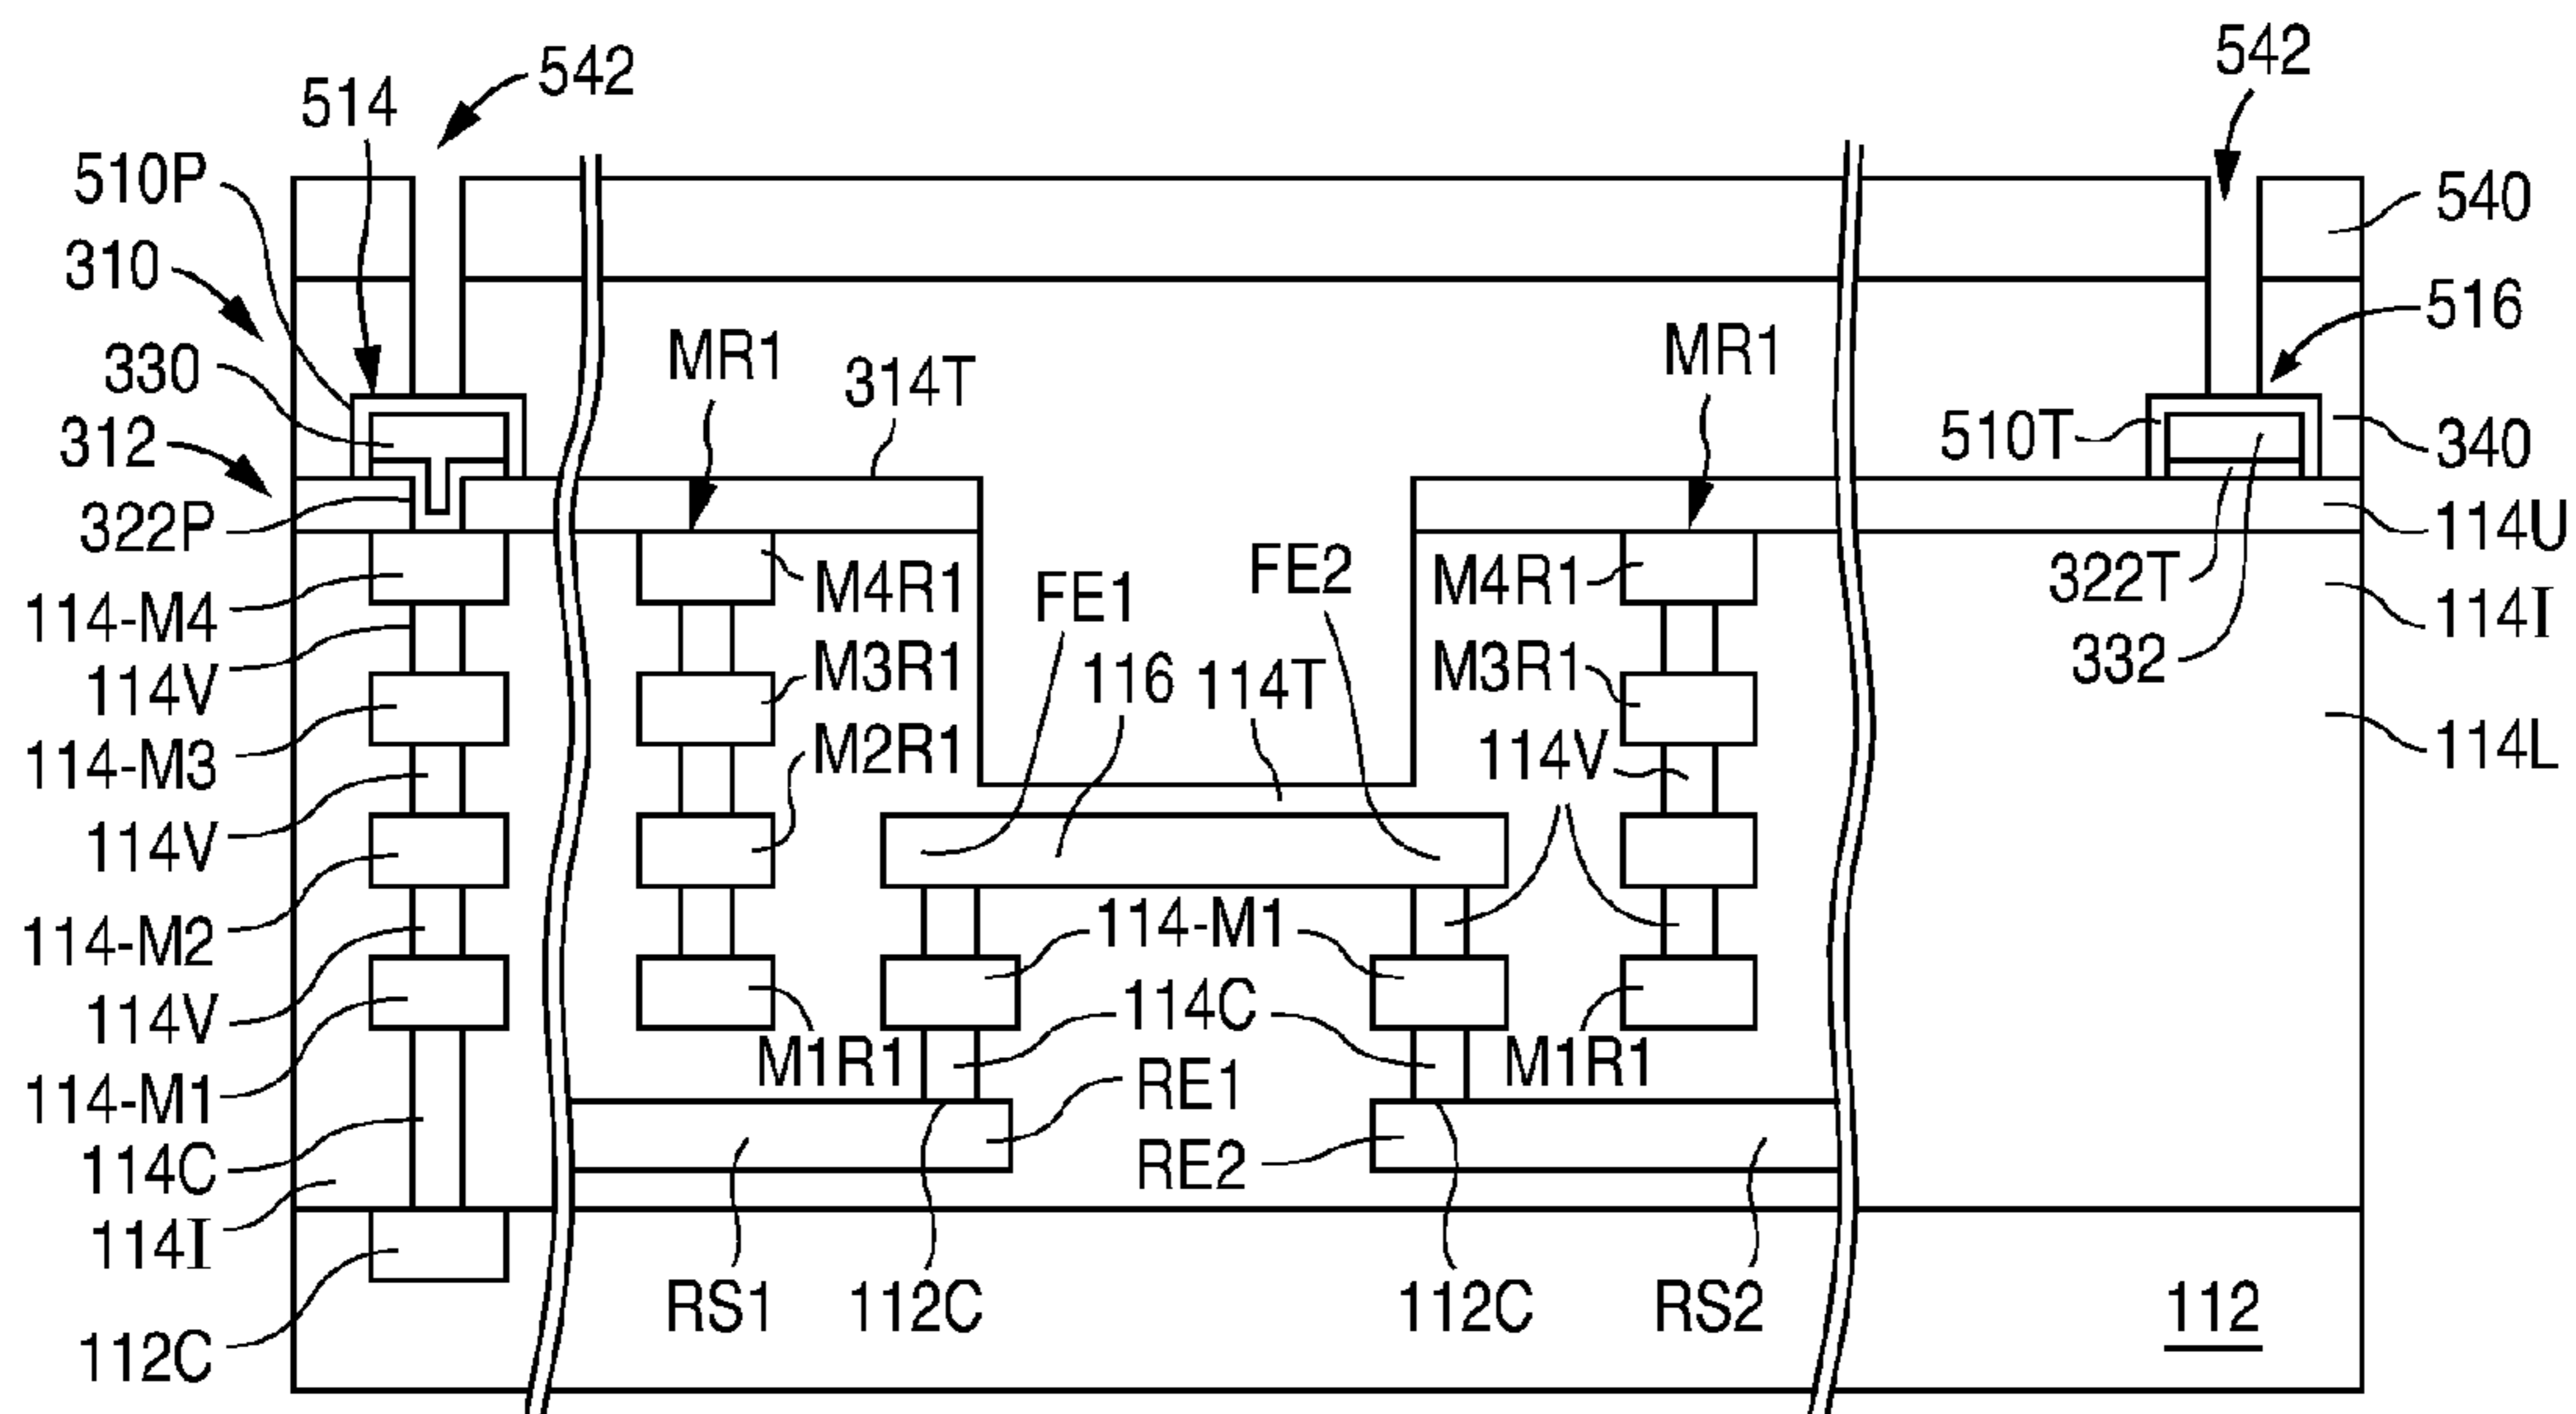 542
542
514
510P
540
310
516
MR1
MR1
330
314T
312
510T
340
322P
114U
FE2
322T
M4R1
M4R1
FE1
114-M4
114I
332
116
114T
M3R1
M3R1
114V
M2R1
114V
114-M3
114L
114V
114-M1
114-M2
114V
114C
M1R1
M1R1
RE1
114-M1
114C
RE2
114I
RS1
112C
112C
RS2
112
112C